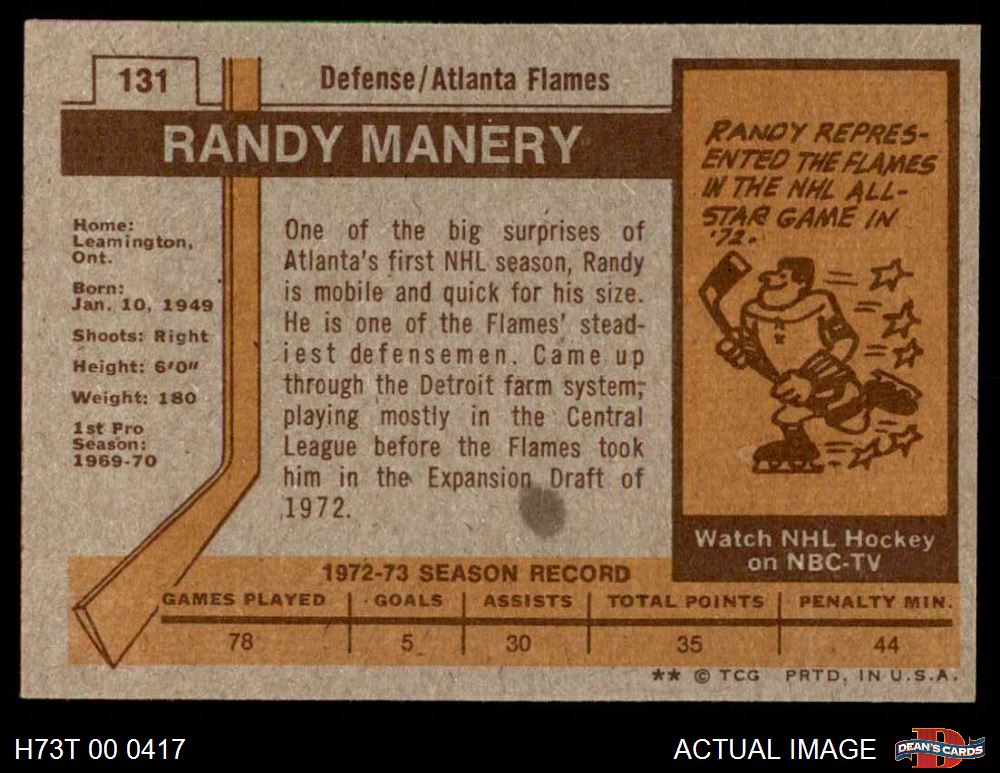 131
Defense/Atlanta Flames
RANDY MANERY
Home:
Leamington,
Ont.
Born:
Jan. 10, 1949
Shoots: Right
Height: 6'0"
Weight: 180
1st Pro
Season:
1969-70
One of the big surprises of
Atlanta's first NHL season, Randy
is mobile and quick for his size.
He is one of the Flames' stead-
iest defensemen. Came up
through the Detroit farm system,
playing mostly in the Central
League before the Flames took
him in the Expansion Draft of
1972.
RANDY REPRES-
ENTED THE FLAMES
IN THE NHL ALL-
STAR GAME IN
'72.
Watch NHL Hockey
on NBC-TV
1972-73 SEASON RECORD
GAMES PLAYED GOALS ASSISTS TOTAL POINTS PENALTY MIN.
78 5 30 35 44
** © TCG PRTD. IN U.S.A.
H73T 00 0417
ACTUAL IMAGE
D
DEAN'S CARDS